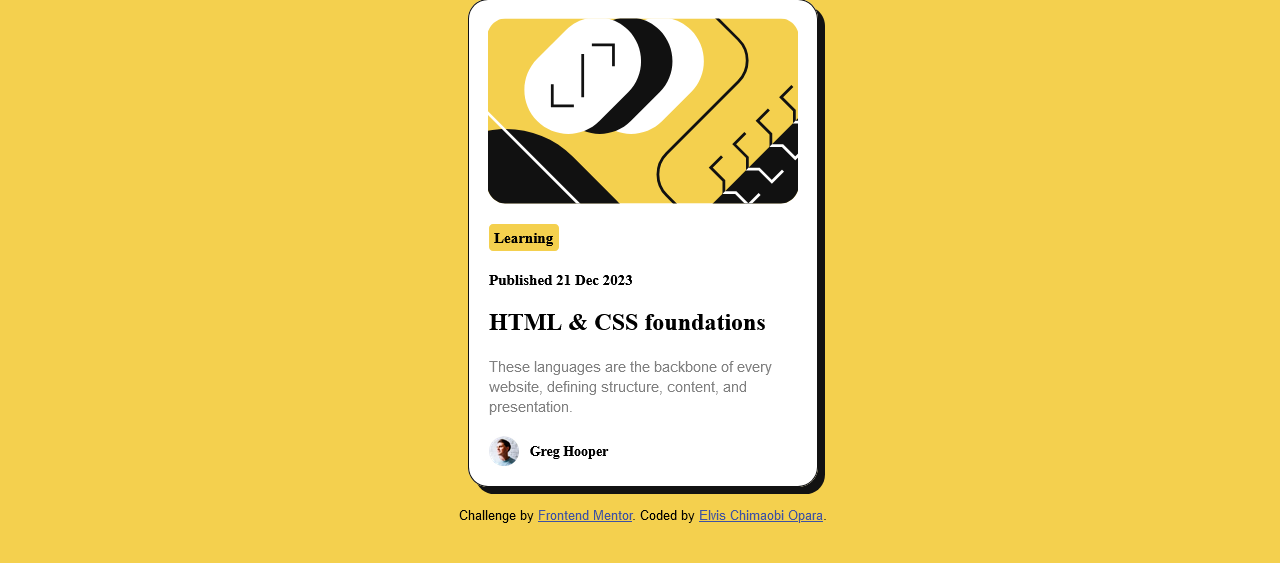 Learning
Published 21 Dec 2023
HTML & CSS foundations
These languages are the backbone of every
website, defining structure, content, and
presentation.
Greg Hooper
Challenge by Frontend Mentor. Coded by Elvis Chimaobi Opara.